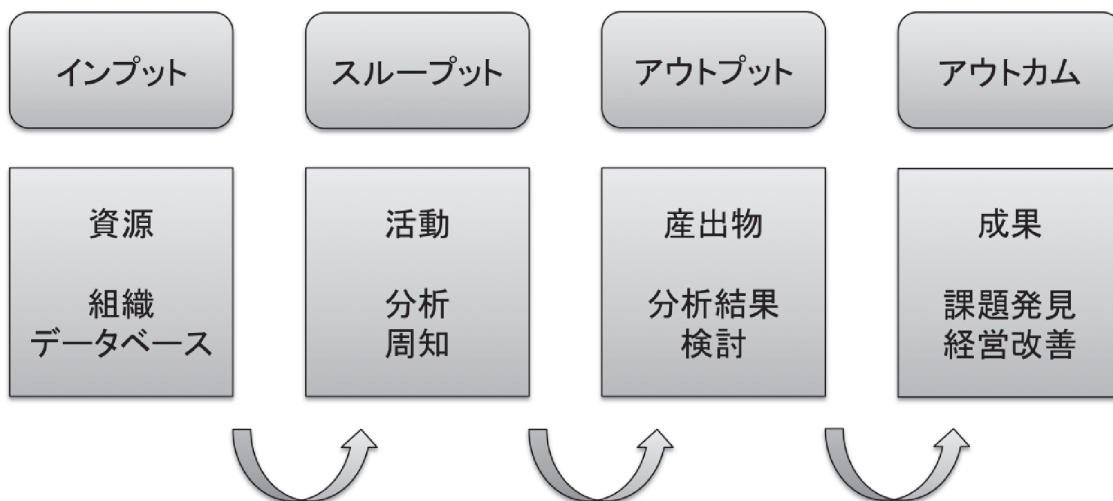 インプット
スループット
アウトプット
アウトカム
資源
組織
データベース
活動
分析
周知
産出物
分析結果
検討
成果
課題発見
経営改善